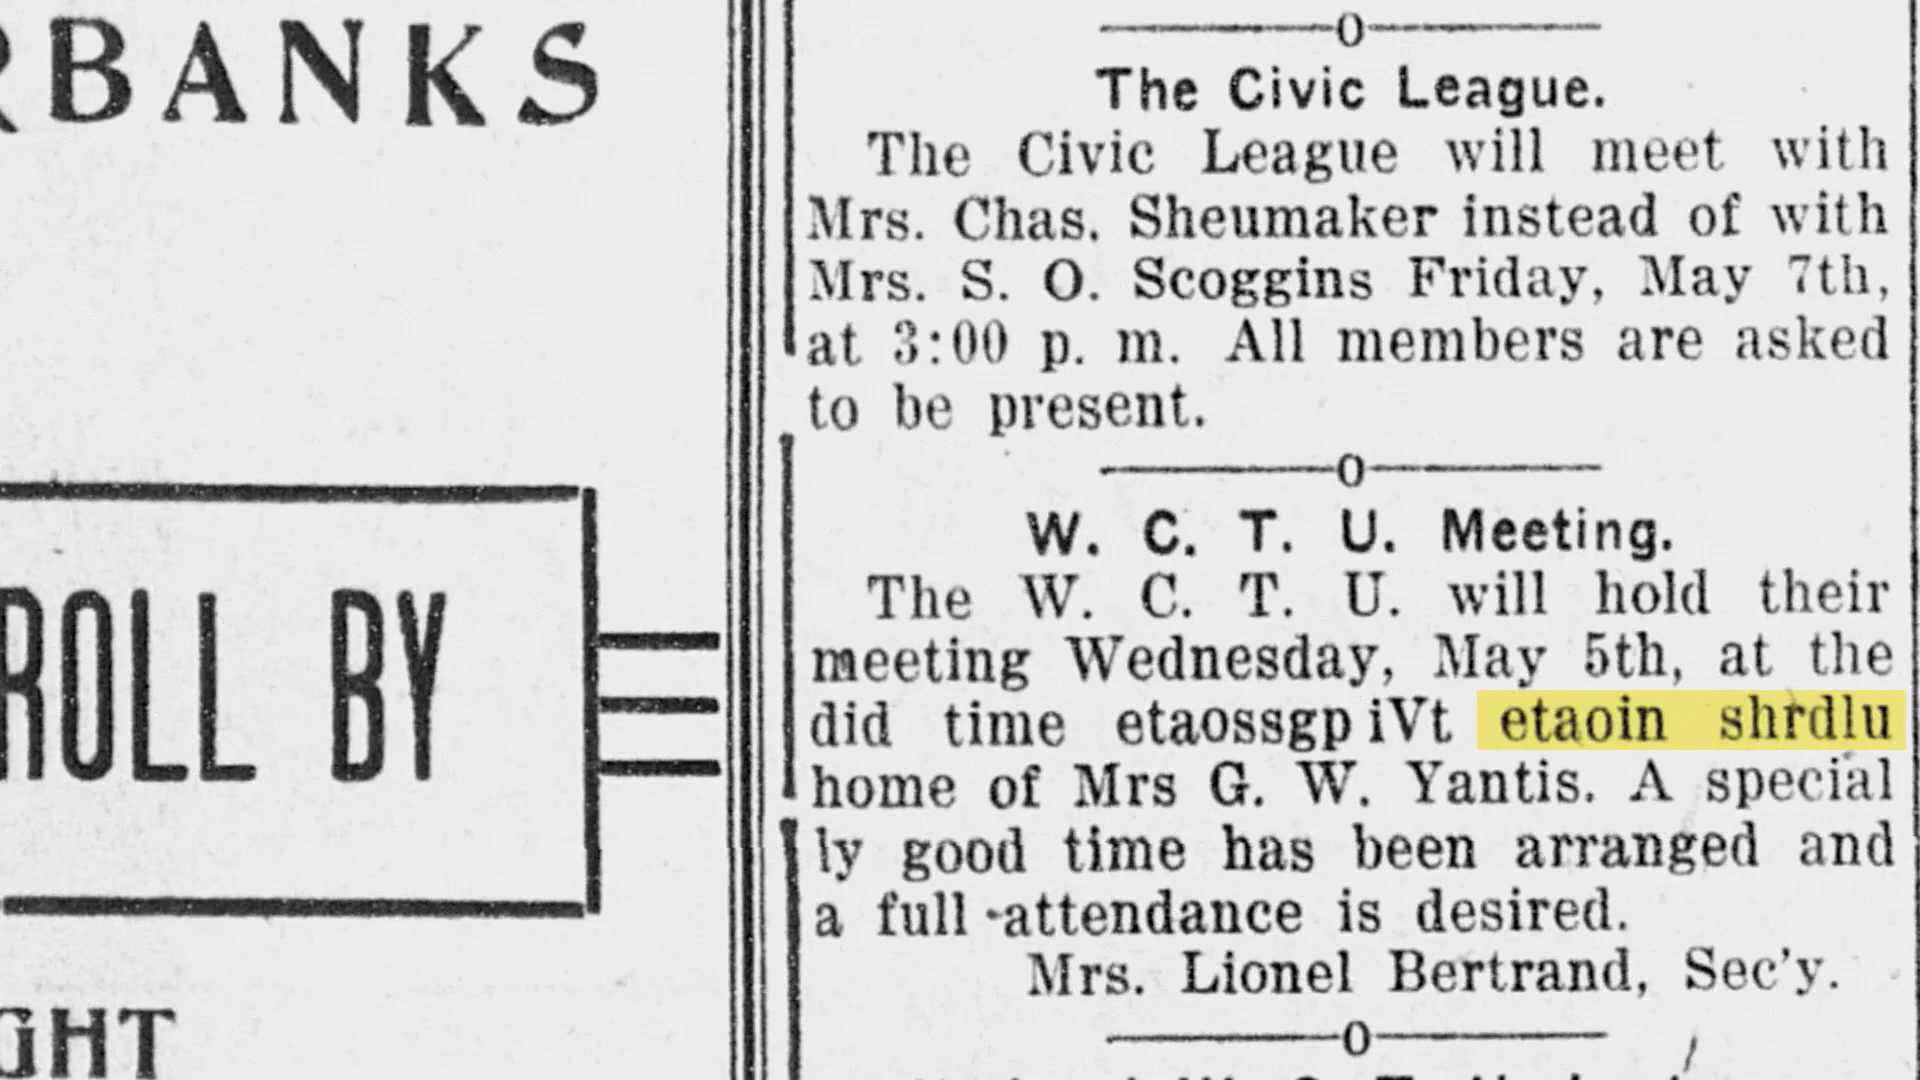 RBANKS
ROLL BY
GHT
The Civic League.
The Civic League will meet with
Mrs. Chas. Sheumaker instead of with
Mrs. S. O. Scoggins Friday, May 7th,
at 3:00 p. m. All members are asked
to be present.
W. C. T. U. Meeting.
The W. C. T. U. will hold their
meeting Wednesday, May 5th, at the
did time etaossgp iVt etaoin shrdlu
home of Mrs G. W. Yantis. A special
ly good time has been arranged and
a full attendance is desired.
Mrs. Lionel Bertrand, Sec'y.